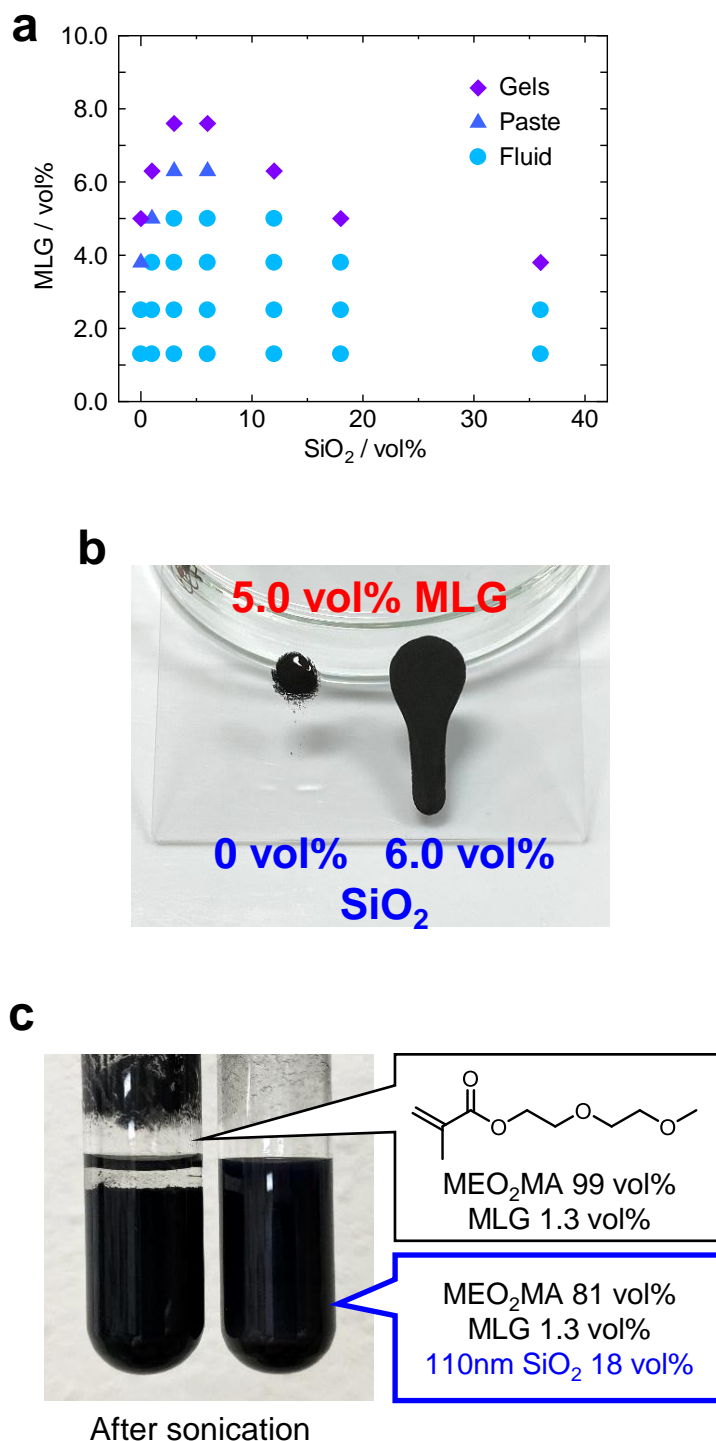 a
10.0
8.0
6.0
4.0
2.0
0.0
MLG / vol%
Gels
Paste
Fluid
0 10 20 30 40
SiO₂ / vol%
b
5.0 vol% MLG
0 vol% 6.0 vol%
SiO₂
c
O
O
O
O
MEO₂MA 99 vol%
MLG 1.3 vol%
MEO₂MA 81 vol%
MLG 1.3 vol%
110nm SiO₂ 18 vol%
After sonication